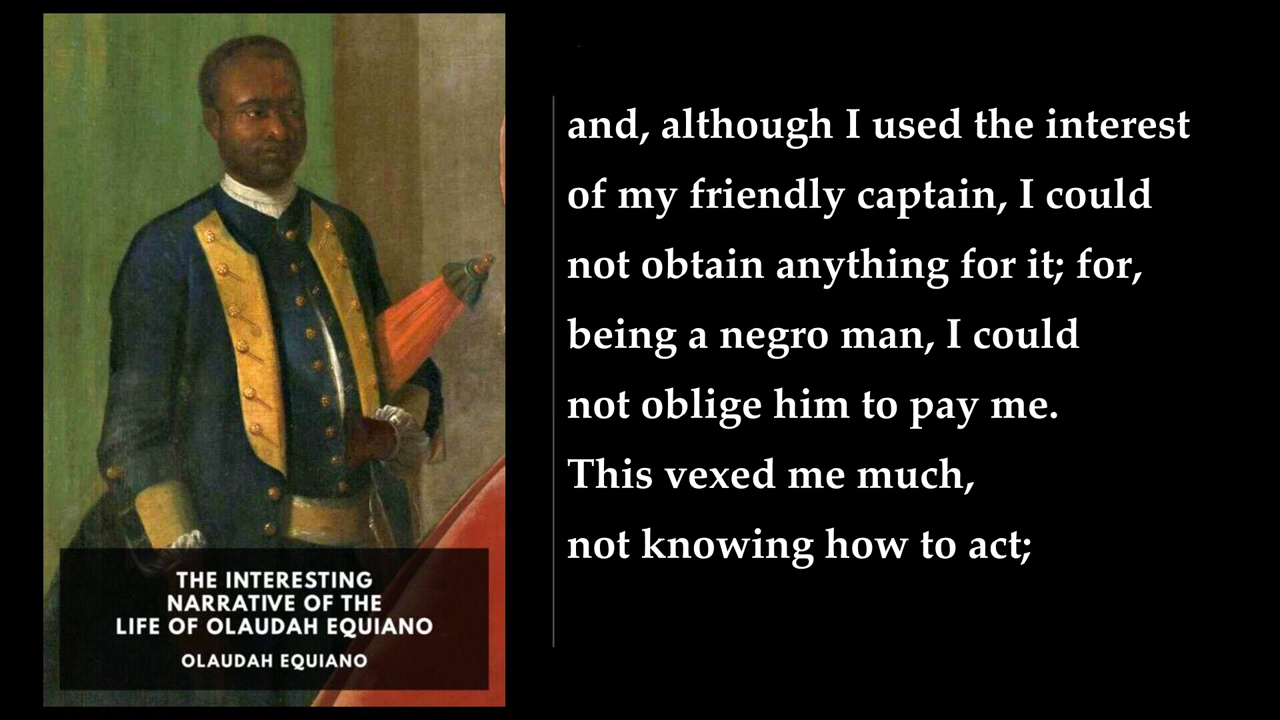 THE INTERESTING
NARRATIVE OF THE
LIFE OF OLAUDAH EQUIANO
OLAUDAH EQUIANO
and, although I used the interest
of my friendly captain, I could
not obtain anything for it; for,
being a negro man, I could
not oblige him to pay me.
This vexed me much,
not knowing how to act;